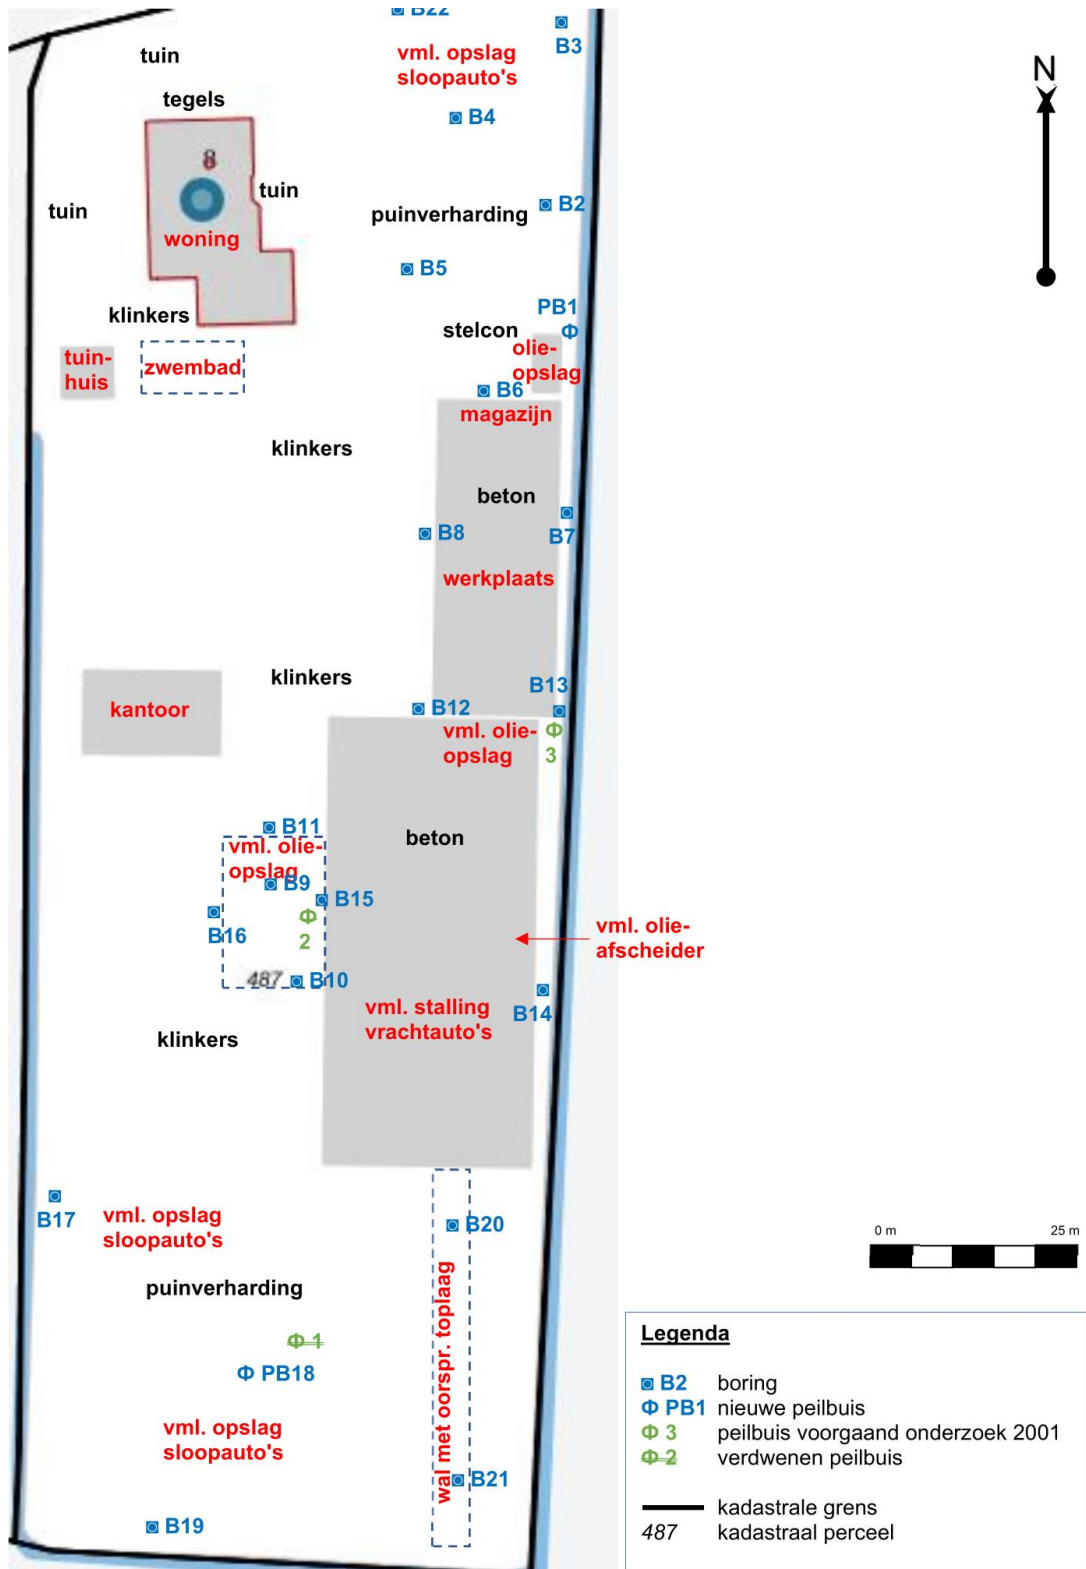 B22
B3
vml. opslag
sloopauto's
tuin
tegels
B4
8
tuin
tuin
B2
puinverharding
woning
B5
PB1
klinkers
stelcon
olie-
opslag
tuin-
huis
zwembad
B6
magazijn
klinkers
beton
B8
B7
werkplaats
klinkers
B13
kantoor
B12
vml. olie-
opslag
3
B11
beton
vml. olie-
opslag
B9
B15
B16
2
vml. olie-
afscheider
487
B10
vml. stalling
vrachtauto's
B14
klinkers
B17
vml. opslag
sloopauto's
B20
puinverharding
wal met oorspr. toplaag
1
PB18
vml. opslag
sloopauto's
B21
B19
N
0 m 25 m
Legenda
B2 boring
PB1 nieuwe peilbuis
3 peilbuis voorgaand onderzoek 2001
2 verdwenen peilbuis
kadastrale grens
487 kadastraal perceel